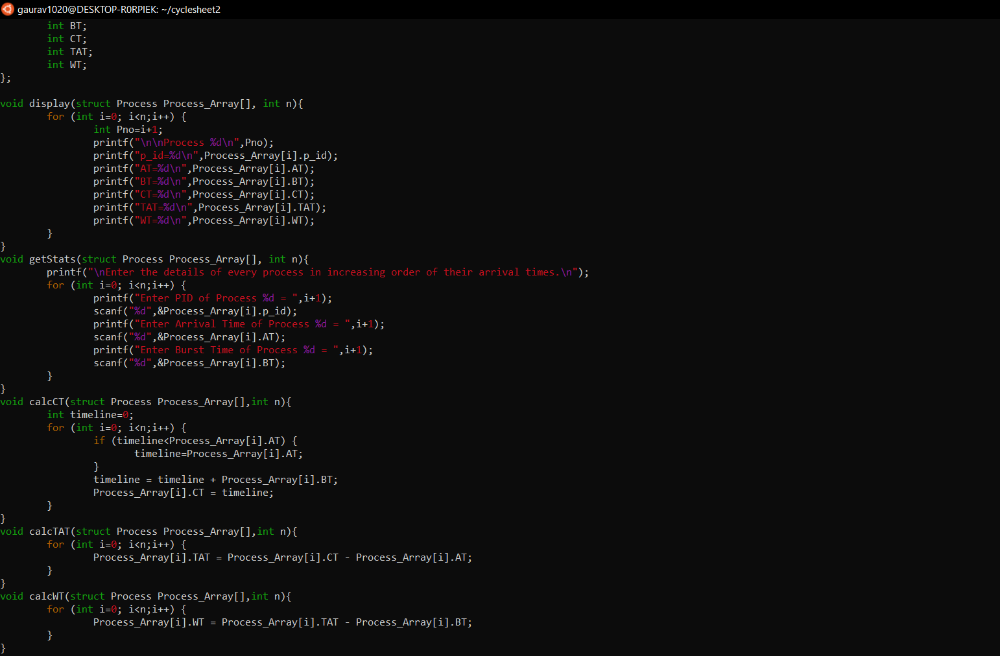 gaurav1020@DESKTOP-R0RPIEK: ~/cyclesheet2
        int BT;
        int CT;
        int TAT;
        int WT;
};

void display(struct Process Process_Array[], int n){
        for (int i=0; i<n;i++) {
                int Pno=i+1;
                printf("\n\nProcess %d\n",Pno);
                printf("p_id=%d\n",Process_Array[i].p_id);
                printf("AT=%d\n",Process_Array[i].AT);
                printf("BT=%d\n",Process_Array[i].BT);
                printf("CT=%d\n",Process_Array[i].CT);
                printf("TAT=%d\n",Process_Array[i].TAT);
                printf("WT=%d\n",Process_Array[i].WT);
        }
}
void getStats(struct Process Process_Array[], int n){
        printf("\nEnter the details of every process in increasing order of their arrival times.\n");
        for (int i=0; i<n;i++) {
                printf("Enter PID of Process %d = ",i+1);
                scanf("%d",&Process_Array[i].p_id);
                printf("Enter Arrival Time of Process %d = ",i+1);
                scanf("%d",&Process_Array[i].AT);
                printf("Enter Burst Time of Process %d = ",i+1);
                scanf("%d",&Process_Array[i].BT);
        }
}
void calcCT(struct Process Process_Array[],int n){
        int timeline=0;
        for (int i=0; i<n;i++) {
                if (timeline<Process_Array[i].AT) {
                       timeline=Process_Array[i].AT;
                }
                timeline = timeline + Process_Array[i].BT;
                Process_Array[i].CT = timeline;
        }
}
void calcTAT(struct Process Process_Array[],int n){
        for (int i=0; i<n;i++) {
                Process_Array[i].TAT = Process_Array[i].CT - Process_Array[i].AT;
        }
}
void calcWT(struct Process Process_Array[],int n){
        for (int i=0; i<n;i++) {
                Process_Array[i].WT = Process_Array[i].TAT - Process_Array[i].BT;
        }
}